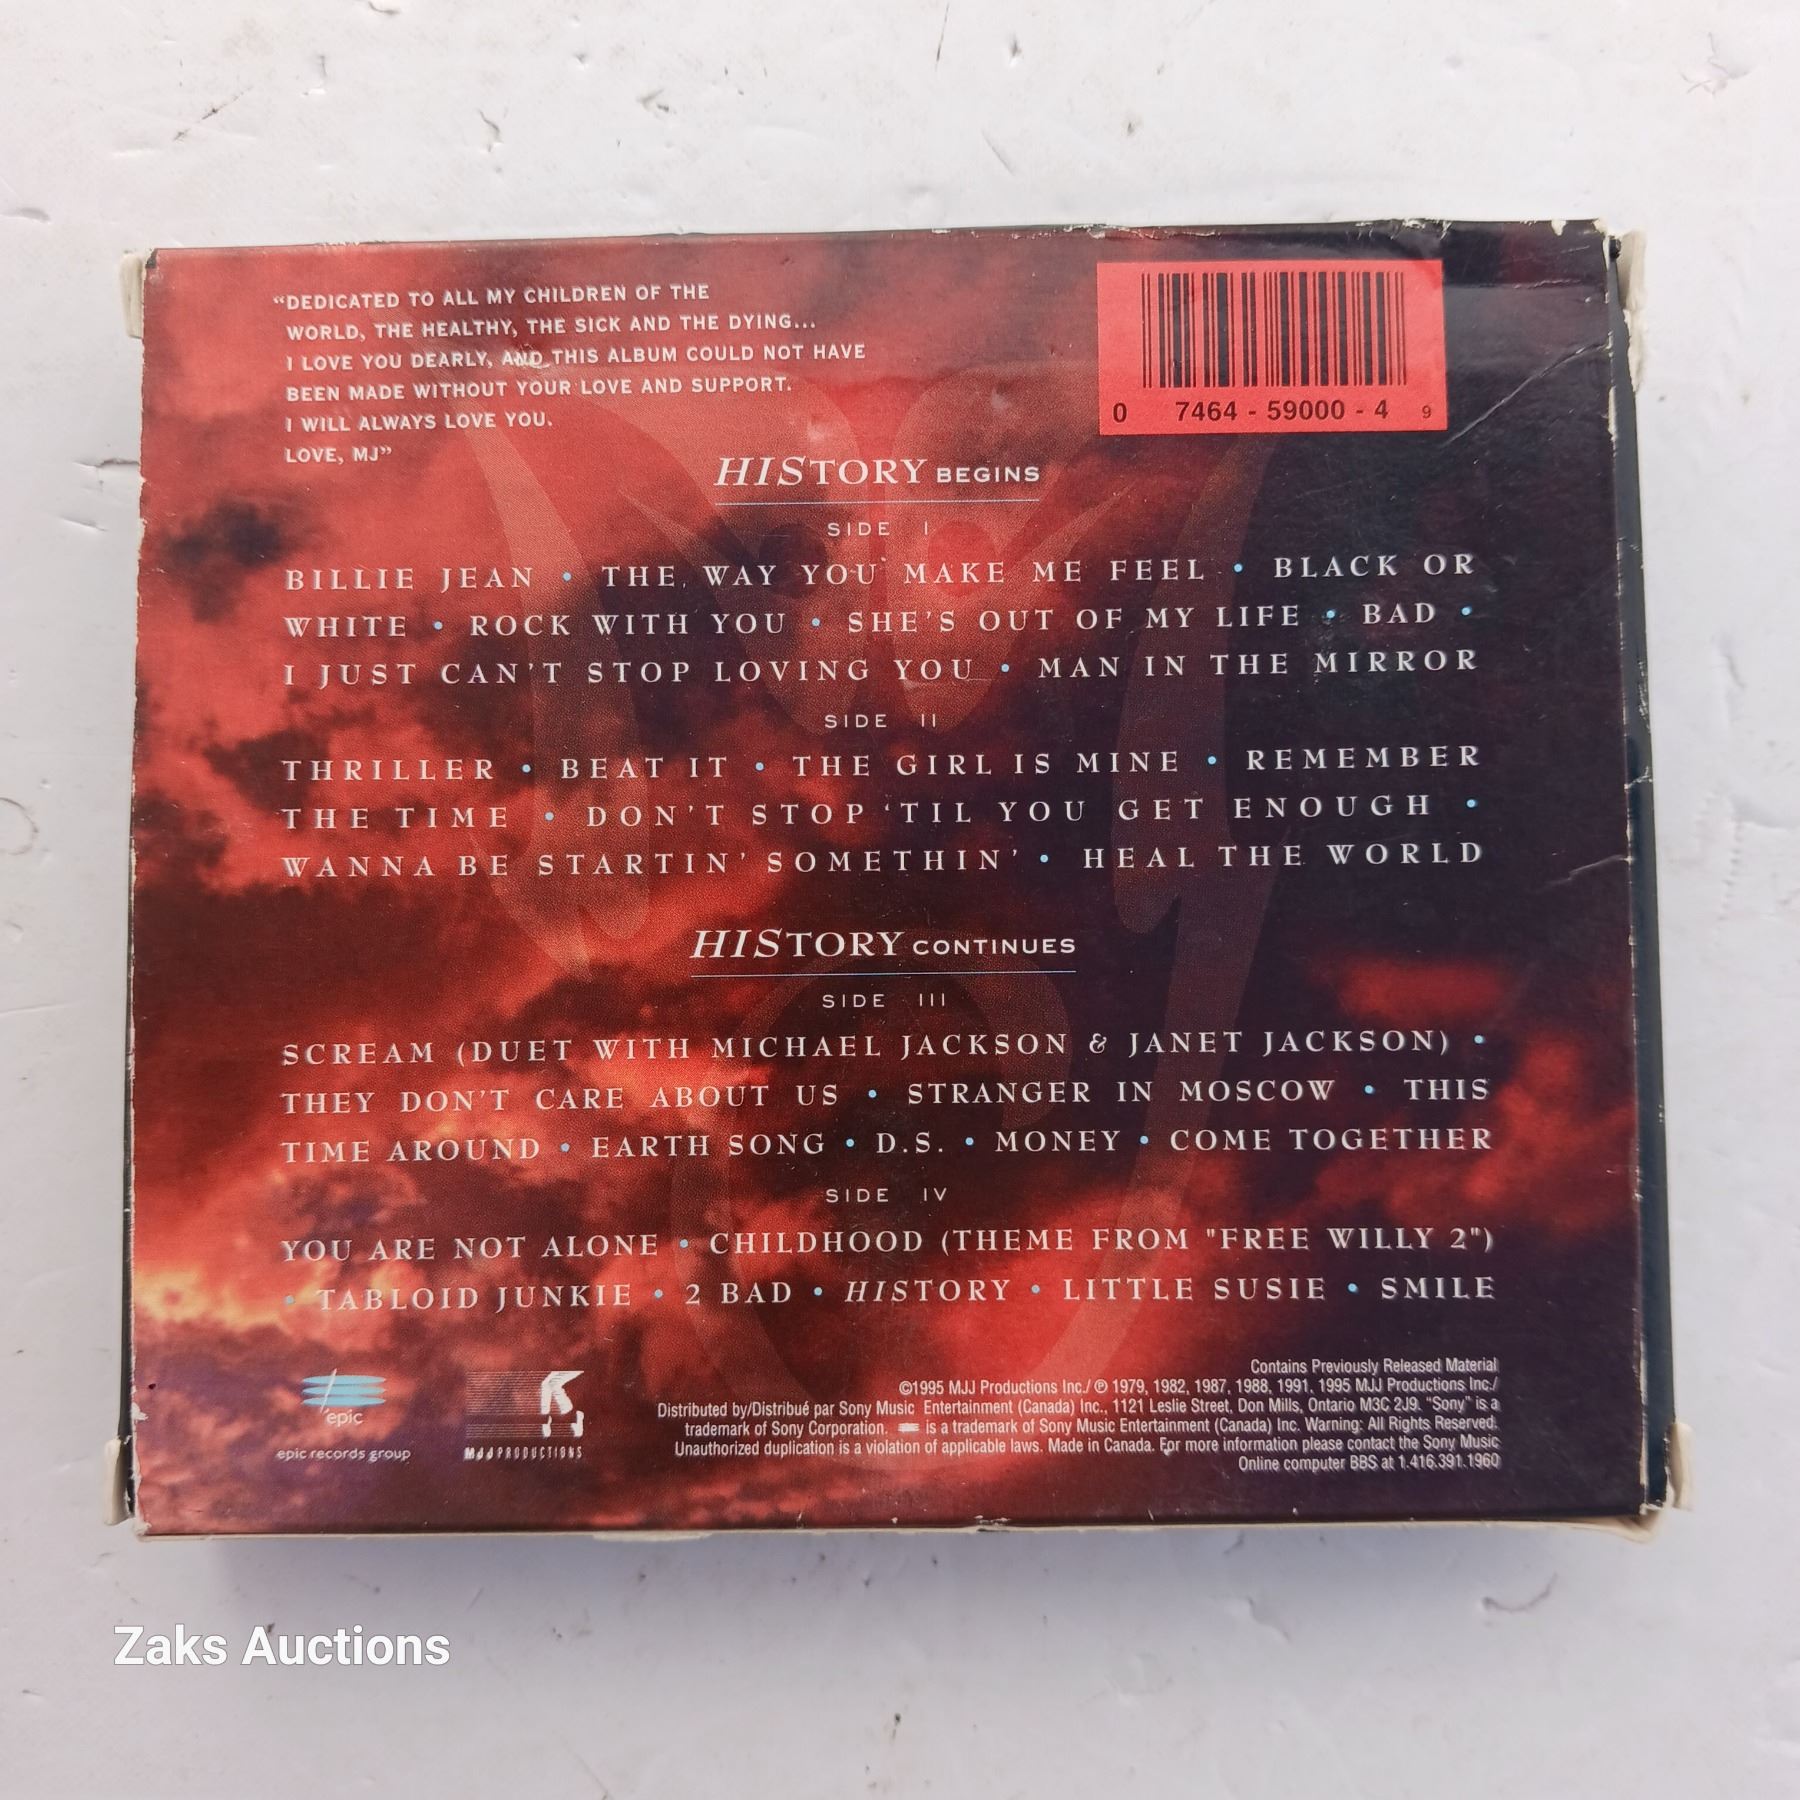 “DEDICATED TO ALL MY CHILDREN OF THE
WORLD, THE HEALTHY, THE SICK AND THE DYING...
I LOVE YOU DEARLY, AND THIS ALBUM COULD NOT HAVE
BEEN MADE WITHOUT YOUR LOVE AND SUPPORT.
I WILL ALWAYS LOVE YOU.
LOVE, MJ”
0 7464 - 59000 - 4 9
HISTORY BEGINS
SIDE I
BILLIE JEAN • THE WAY YOU MAKE ME FEEL • BLACK OR
WHITE • ROCK WITH YOU • SHE'S OUT OF MY LIFE • BAD •
I JUST CAN'T STOP LOVING YOU • MAN IN THE MIRROR
SIDE II
THRILLER • BEAT IT • THE GIRL IS MINE • REMEMBER
THE TIME • DON'T STOP 'TIL YOU GET ENOUGH •
WANNA BE STARTIN' SOMETHIN' • HEAL THE WORLD
HISTORY CONTINUES
SIDE III
SCREAM (DUET WITH MICHAEL JACKSON & JANET JACKSON) •
THEY DON'T CARE ABOUT US • STRANGER IN MOSCOW • THIS
TIME AROUND • EARTH SONG • D.S. • MONEY • COME TOGETHER
SIDE IV
YOU ARE NOT ALONE • CHILDHOOD (THEME FROM "FREE WILLY 2")
• TABLOID JUNKIE • 2 BAD • HISTORY • LITTLE SUSIE • SMILE
epic
epic records group
MJJ PRODUCTIONS
Contains Previously Released Material
©1995 MJJ Productions Inc./ ℗ 1979, 1982, 1987, 1988, 1991, 1995 MJJ Productions Inc./
Distributed by/Distribué par Sony Music Entertainment (Canada) Inc., 1121 Leslie Street, Don Mills, Ontario M3C 2J9. "Sony" is a
trademark of Sony Corporation. is a trademark of Sony Music Entertainment (Canada) Inc. Warning: All Rights Reserved.
Unauthorized duplication is a violation of applicable laws. Made in Canada. For more information please contact the Sony Music
Online computer BBS at 1.416.391.1960
Zaks Auctions